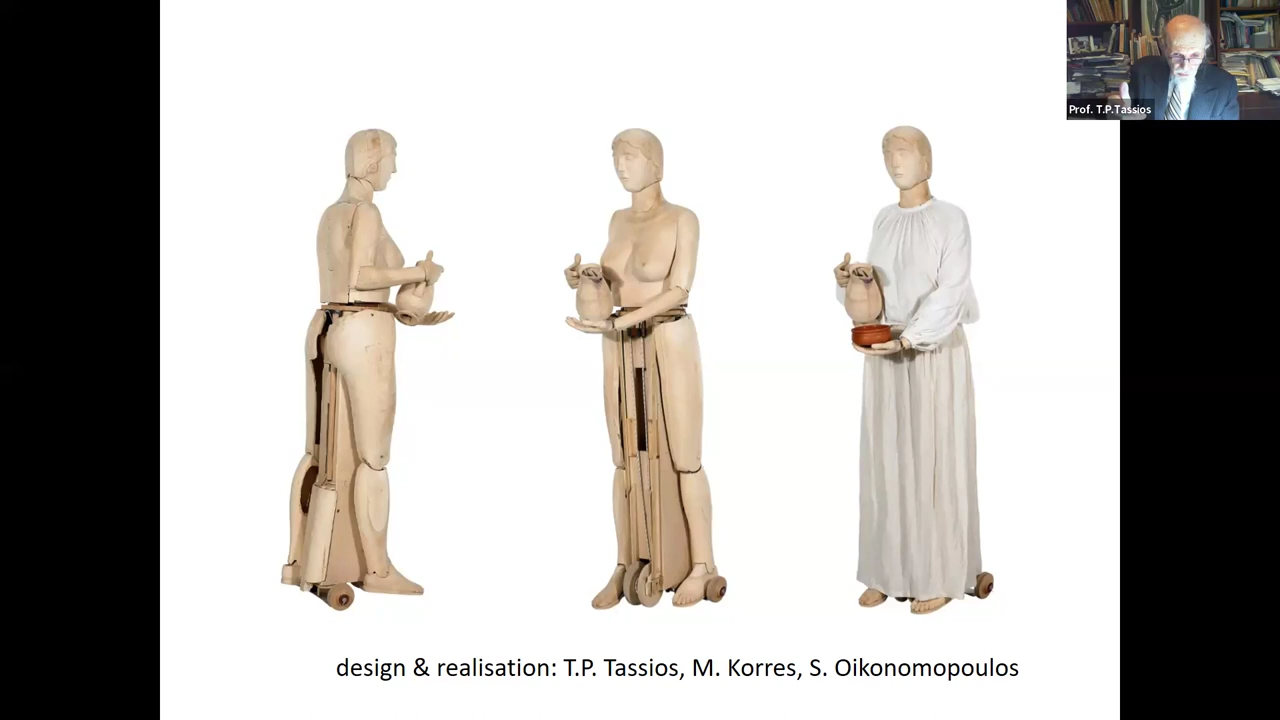 Prof. T.P.Tassios
design & realisation: T.P. Tassios, M. Korres, S. Oikonomopoulos